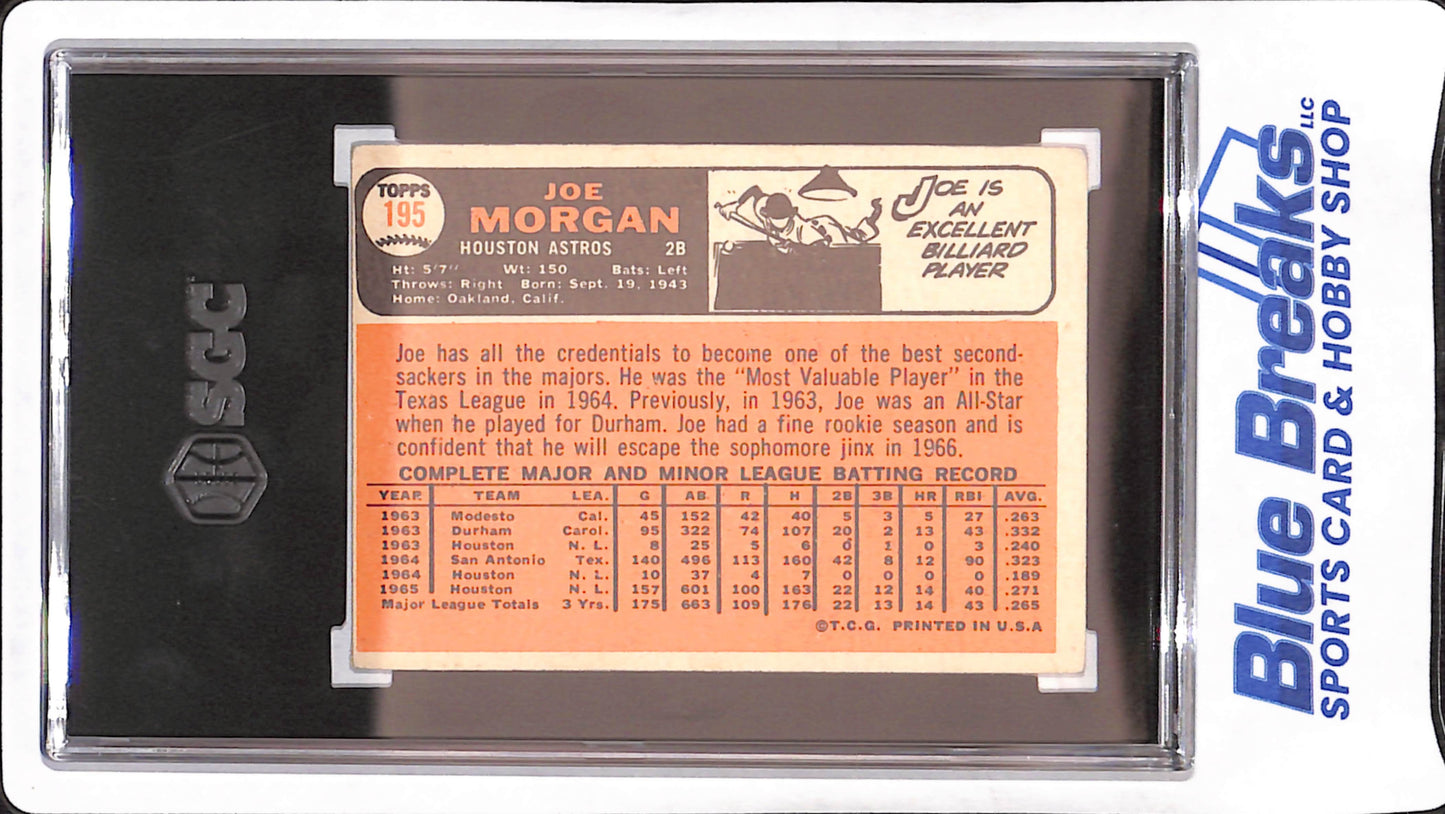 TOPPS
195
JOE
MORGAN
HOUSTON ASTROS 2B
Ht: 5'7" Wt: 150 Bats: Left
Throws: Right Born: Sept. 19, 1943
Home: Oakland, Calif.
JOE IS
AN
EXCELLENT
BILLIARD
PLAYER
Joe has all the credentials to become one of the best second-
sackers in the majors. He was the "Most Valuable Player" in the
Texas League in 1964. Previously, in 1963, Joe was an All-Star
when he played for Durham. Joe had a fine rookie season and is
confident that he will escape the sophomore jinx in 1966.
COMPLETE MAJOR AND MINOR LEAGUE BATTING RECORD
YEAR TEAM LEA. G AB R H 2B 3B HR RBI AVG.
1963 Modesto Cal. 45 152 42 40 5 3 5 27 .263
1963 Durham Carol. 95 322 74 107 20 2 13 43 .332
1963 Houston N. L. 8 25 5 6 0 1 0 3 .240
1964 San Antonio Tex. 140 496 113 160 42 8 12 90 .323
1964 Houston N. L. 10 37 4 7 0 0 0 0 .189
1965 Houston N. L. 157 601 100 163 22 12 14 40 .271
Major League Totals 3 Yrs. 175 663 109 176 22 13 14 43 .265
©T.C.G. PRINTED IN U.S.A
SGC
Blue Breaks LLC
SPORTS CARD & HOBBY SHOP